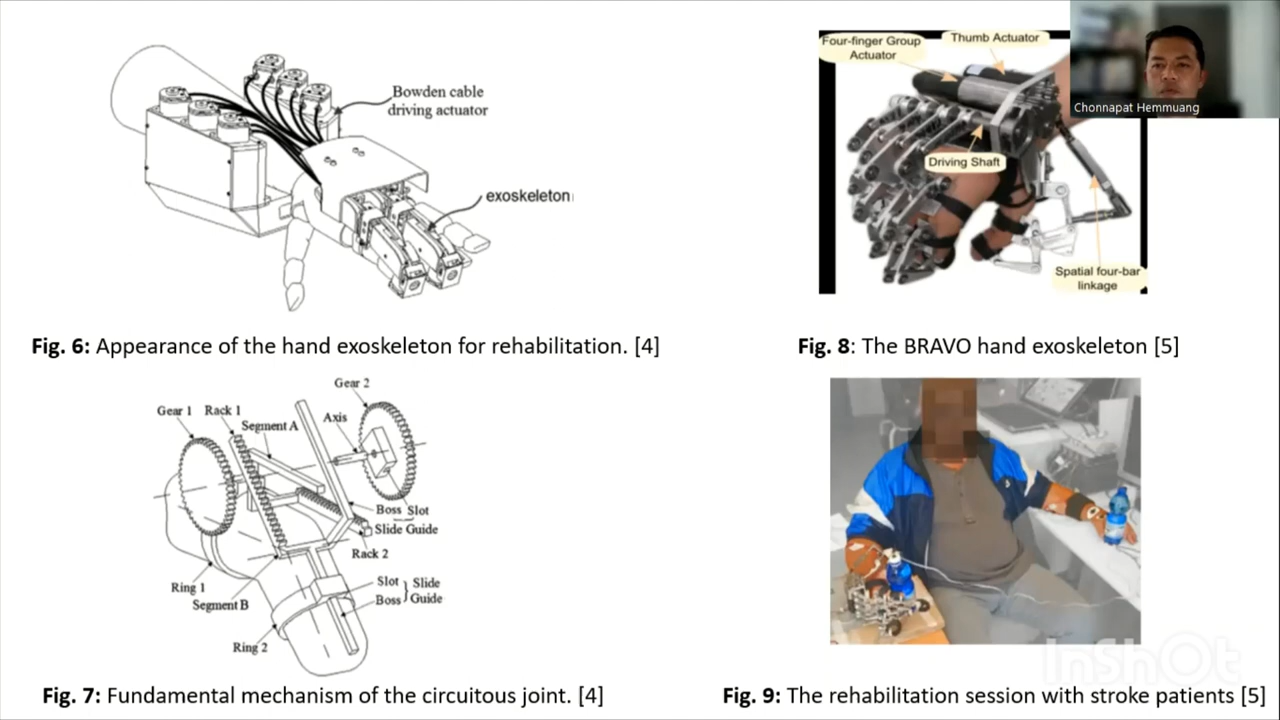 Bowden cable
driving actuator
exoskeleton
Fig. 6: Appearance of the hand exoskeleton for rehabilitation. [4]
Four-finger Group
Actuator
Thumb Actuator
Driving Shaft
Spatial four-bar
linkage
Chonnapat Hemmuang
Fig. 8: The BRAVO hand exoskeleton [5]
Gear 2
Gear 1
Rack 1
Segment A
Axis
Boss
Slot
Slide Guide
Rack 2
Ring 1
Segment B
Slot
Boss
Slide
Guide
Ring 2
Fig. 7: Fundamental mechanism of the circuitous joint. [4]
InShOt
Fig. 9: The rehabilitation session with stroke patients [5]